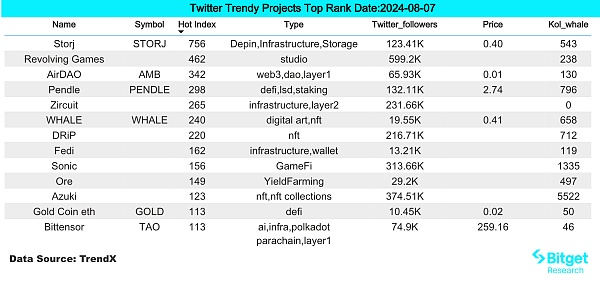 Twitter Trendy Projects Top Rank Date:2024-08-07
Name Symbol Hot Index Type Twitter_followers Price Kol_whale
Storj STORJ 756 Depin,Infrastructure,Storage 123.41K 0.40 543
Revolving Games 462 studio 599.2K 238
AirDAO AMB 342 web3,dao,layer1 65.93K 0.01 130
Pendle PENDLE 298 defi,lsd,staking 132.11K 2.74 796
Zircuit 265 infrastructure,layer2 231.66K 0
WHALE WHALE 240 digital art,nft 19.55K 0.41 658
DRiP 220 nft 216.71K 712
Fedi 162 infrastructure,wallet 13.21K 119
Sonic 156 GameFi 313.66K 1335
Ore 149 YieldFarming 29.2K 497
Azuki 123 nft,nft collections 374.51K 5522
Gold Coin eth GOLD 113 defi 10.45K 0.02 50
Bittensor TAO 113 ai,infra,polkadot 74.9K 259.16 46
parachain,layer1
Data Source: TrendX
Bitget
Research